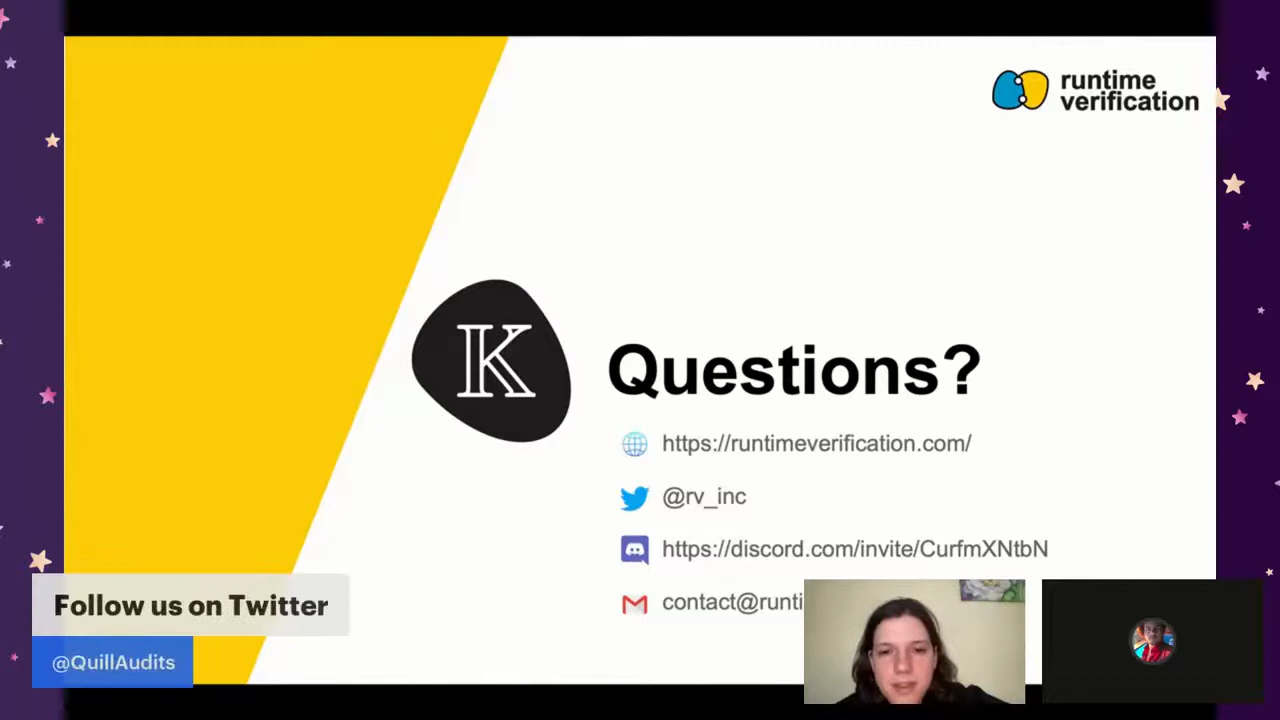 runtime
verification
K
Questions?
https://runtimeverification.com/
@rv_inc
https://discord.com/invite/CurfmXNtbN
contact@runti
Follow us on Twitter
@QuillAudits